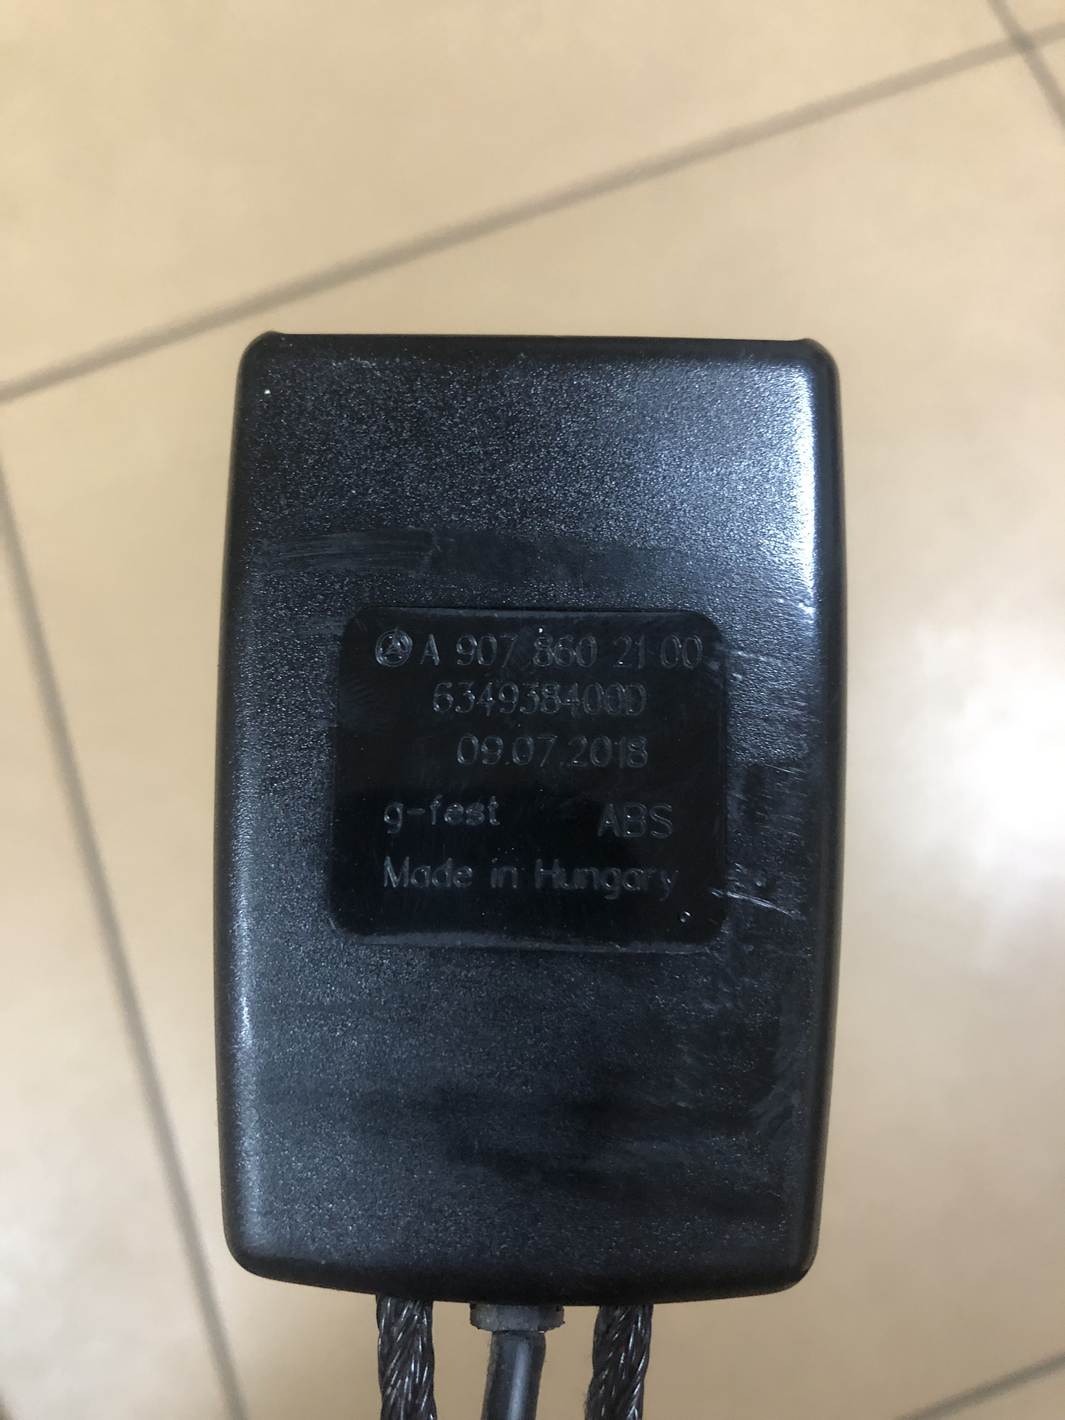 A 907 860 21 00
634938400D
09.07.2018
g-fest ABS
Made in Hungary